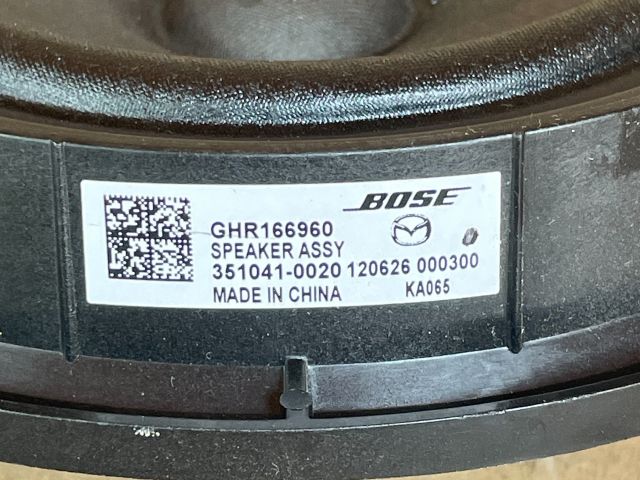 BOSE
GHR166960
SPEAKER ASSY
351041-0020 120626 000300
MADE IN CHINA KA065